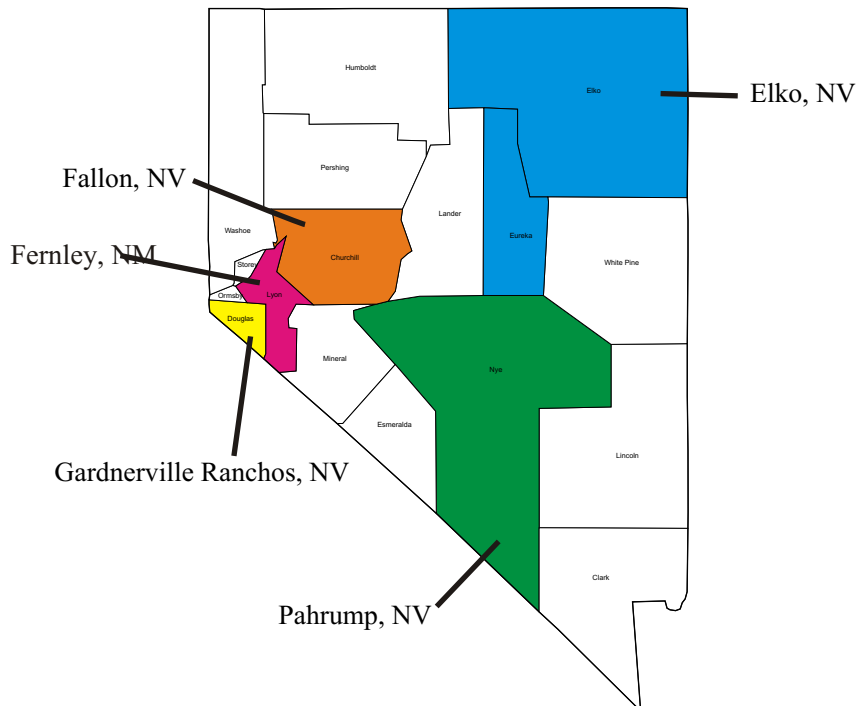 Humboldt
Elko
Elko, NV
Pershing
Fallon, NV
Lander
Washoe
Eureka
Fernley, NM
Churchill
White Pine
Storey
Lyon
Ormsby
Douglas
Mineral
Nye
Esmeralda
Lincoln
Gardnerville Ranchos, NV
Clark
Pahrump, NV